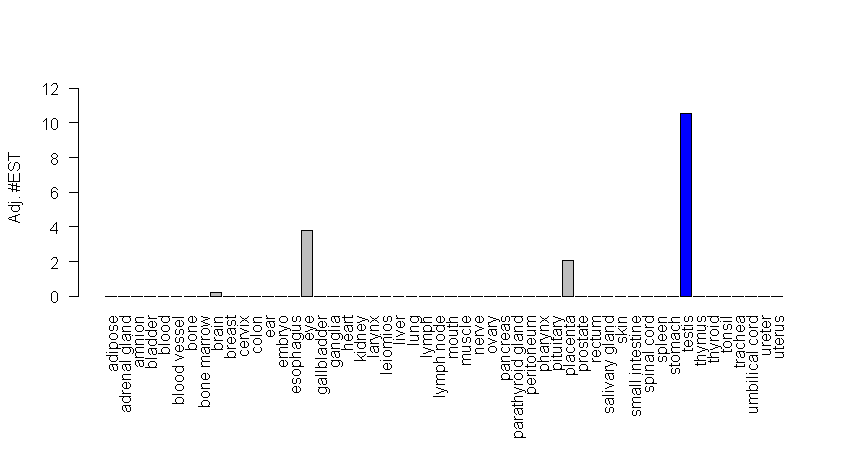 12
10
8
6
4
2
0
Adj. #EST
adipose
adrenal gland
amnion
bladder
blood
blood vessel
bone
bone marrow
brain
breast
cervix
colon
ear
embryo
esophagus
eye
gallbladder
ganglia
heart
kidney
larynx
leiomios
liver
lung
lymph
lymph node
mouth
muscle
nerve
ovary
pancreas
parathyroid gland
peritoneum
pharynx
pituitary
placenta
prostate
rectum
salivary gland
skin
small intestine
spinal cord
spleen
stomach
testis
thymus
thyroid
tonsil
trachea
umbilical cord
ureter
uterus